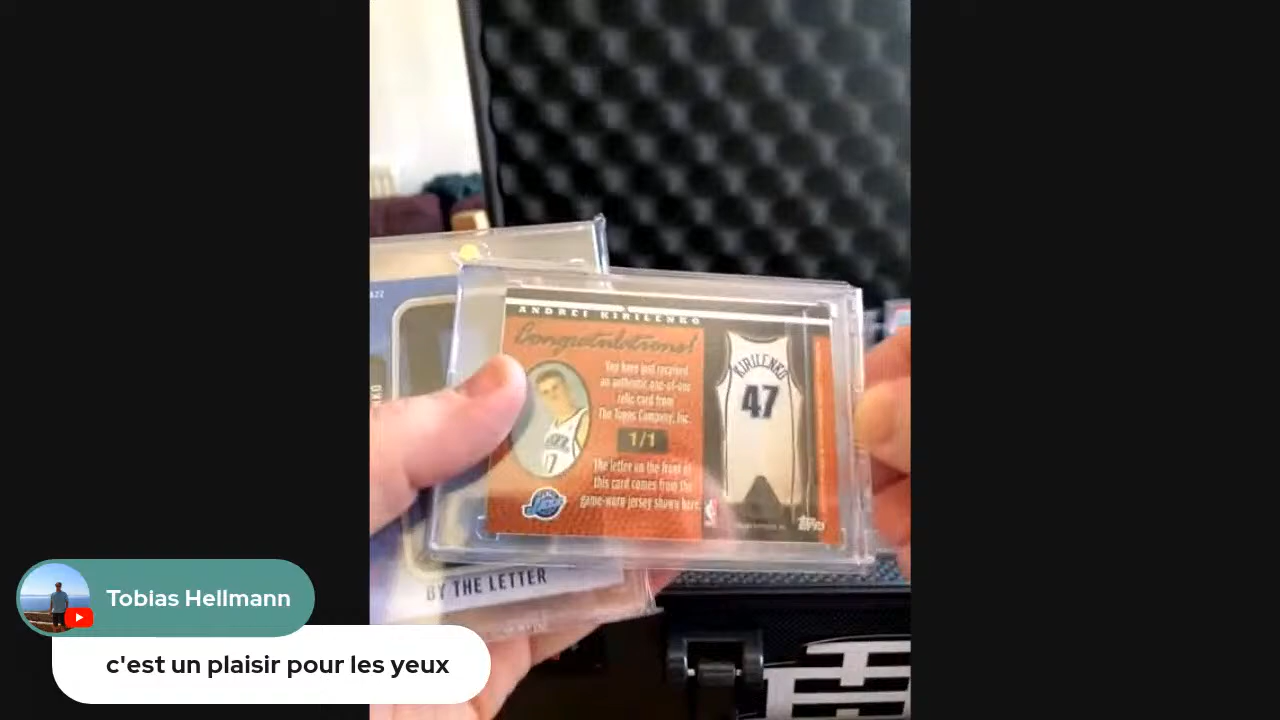 ANDREI KIRILENKO
Congratulations!
You have just received
an authentic one-of-one
relic card from
The Topps Company, Inc.
1/1
The letter on the front of
this card comes from the
game-worn jersey shown here.
KIRILENKO
47
Topps
BY THE LETTER
Tobias Hellmann
c'est un plaisir pour les yeux